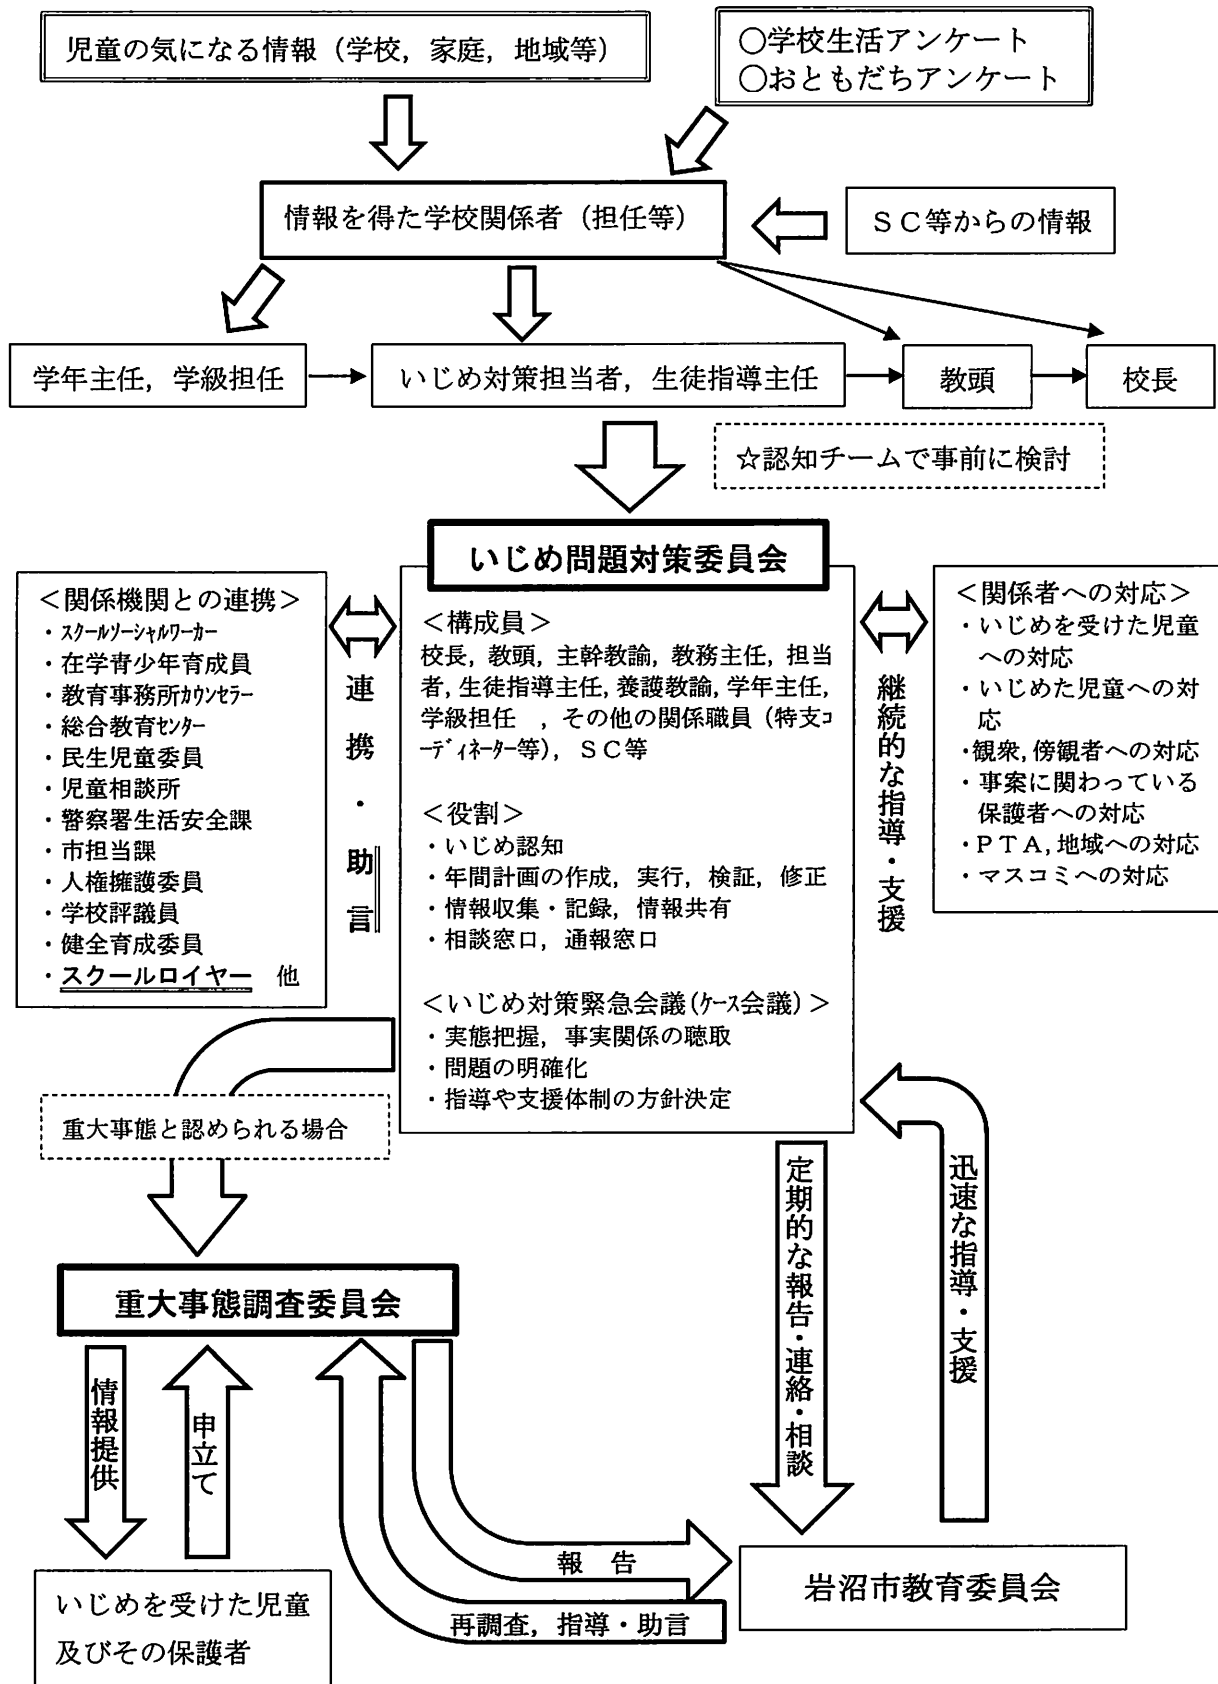 児童の気になる情報（学校，家庭，地域等）
○学校生活アンケート
○おともだちアンケート
情報を得た学校関係者（担任等）
ＳＣ等からの情報
学年主任，学級担任
いじめ対策担当者，生徒指導主任
教頭
校長
☆認知チームで事前に検討
いじめ問題対策委員会
＜関係機関との連携＞
・ｽｸｰﾙｿｰｼｬﾙﾜｰｶｰ
・在学青少年育成員
・教育事務所ｶｳﾝｾﾗｰ
・総合教育ｾﾝﾀｰ
・民生児童委員
・児童相談所
・警察署生活安全課
・市担当課
・人権擁護委員
・学校評議員
・健全育成委員
・スクールロイヤー　他
連携・助言
＜構成員＞
校長，教頭，主幹教諭，教務主任，担当
者，生徒指導主任，養護教諭，学年主任，
学級担任　，その他の関係職員（特支ｺ
ｰﾃﾞｨﾈｰﾀｰ等），ＳＣ等
＜役割＞
・いじめ認知
・年間計画の作成，実行，検証，修正
・情報収集・記録，情報共有
・相談窓口，通報窓口
＜いじめ対策緊急会議(ｹｰｽ会議)＞
・実態把握，事実関係の聴取
・問題の明確化
・指導や支援体制の方針決定
継続的な指導・支援
＜関係者への対応＞
・いじめを受けた児童
への対応
・いじめた児童への対
応
・観衆，傍観者への対応
・事案に関わっている
保護者への対応
・ＰＴＡ，地域への対応
・マスコミへの対応
重大事態と認められる場合
重大事態調査委員会
定期的な報告・連絡・相談
迅速な指導・支援
情報提供
申立て
報　告
再調査，指導・助言
いじめを受けた児童
及びその保護者
岩沼市教育委員会